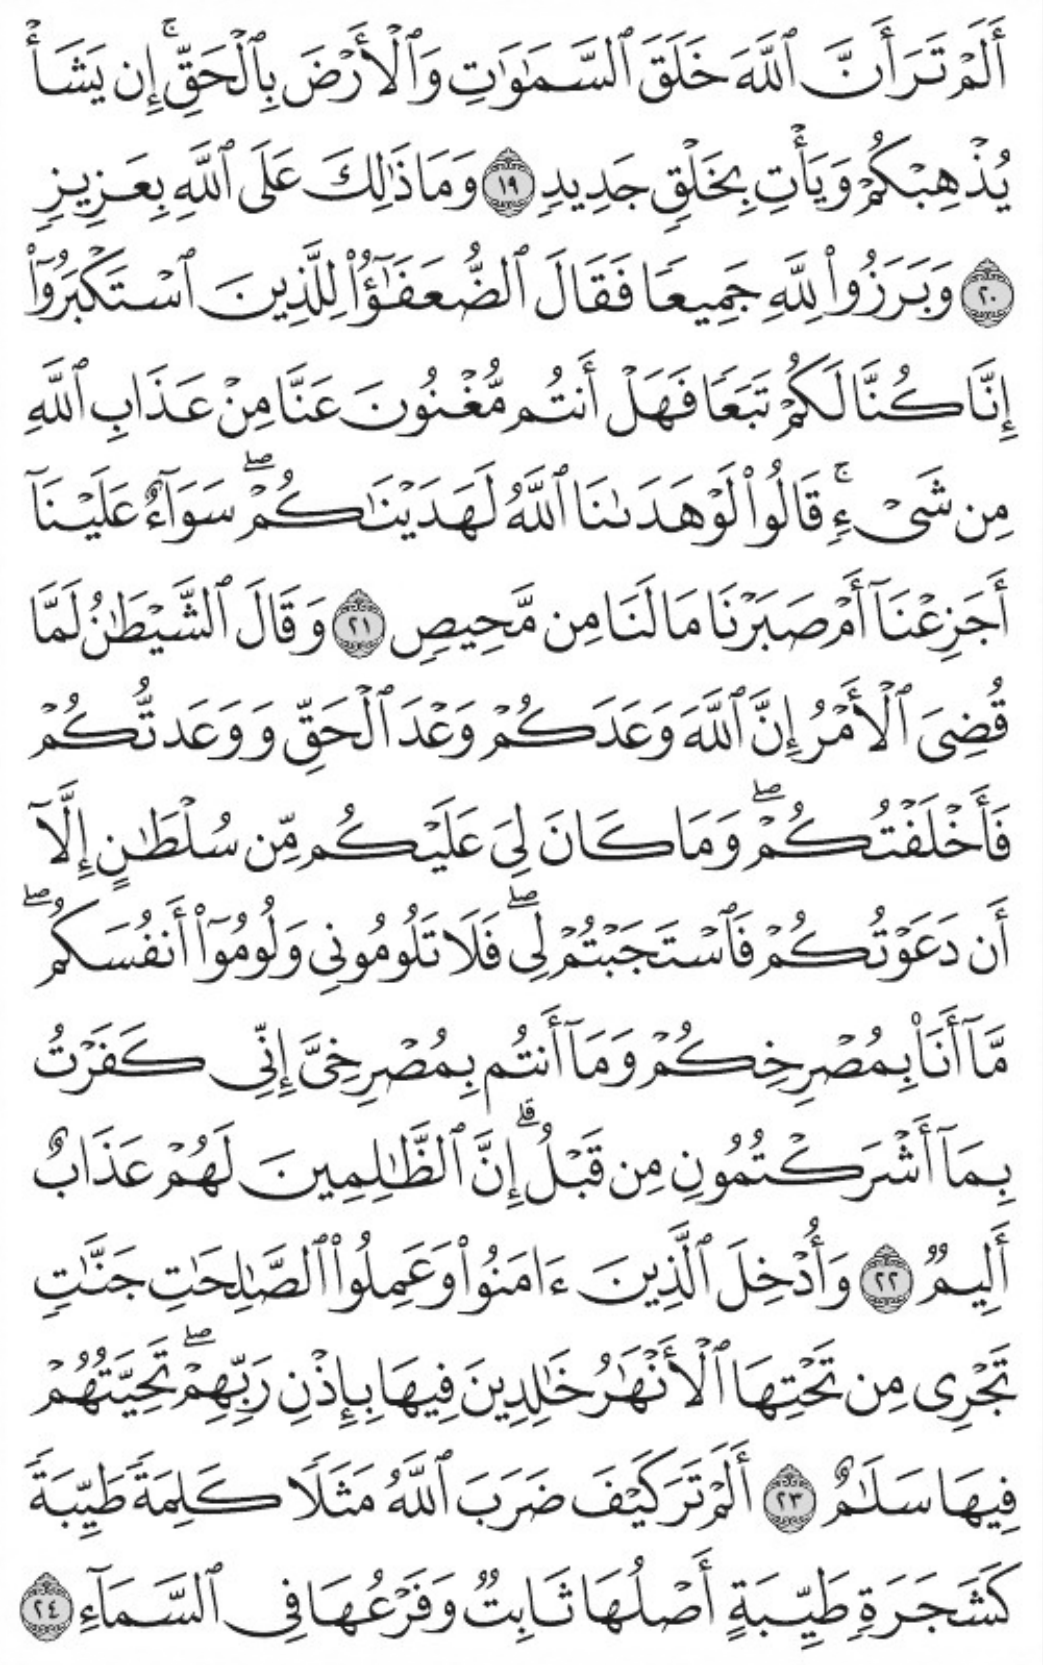 أَلَمْ تَرَ أَنَّ ٱللَّهَ خَلَقَ ٱلسَّمَٰوَٰتِ وَٱلْأَرْضَ بِٱلْحَقِّ ۚ إِن يَشَأْ
يُذْهِبْكُمْ وَيَأْتِ بِخَلْقٍ جَدِيدٍ ١٩ وَمَا ذَٰلِكَ عَلَى ٱللَّهِ بِعَزِيزٍ
٢٠ وَبَرَزُوا۟ لِلَّهِ جَمِيعًا فَقَالَ ٱلضُّعَفَٰٓؤُا۟ لِلَّذِينَ ٱسْتَكْبَرُوٓا۟
إِنَّا كُنَّا لَكُمْ تَبَعًا فَهَلْ أَنتُم مُّغْنُونَ عَنَّا مِنْ عَذَابِ ٱللَّهِ
مِن شَىْءٍ ۚ قَالُوا۟ لَوْ هَدَىٰنَا ٱللَّهُ لَهَدَيْنَٰكُمْ ۖ سَوَآءٌ عَلَيْنَآ
أَجَزِعْنَآ أَمْ صَبَرْنَا مَا لَنَا مِن مَّحِيصٍ ٢١ وَقَالَ ٱلشَّيْطَٰنُ لَمَّا
قُضِىَ ٱلْأَمْرُ إِنَّ ٱللَّهَ وَعَدَكُمْ وَعْدَ ٱلْحَقِّ وَوَعَدتُّكُمْ
فَأَخْلَفْتُكُمْ ۖ وَمَا كَانَ لِىَ عَلَيْكُم مِّن سُلْطَٰنٍ إِلَّآ
أَن دَعَوْتُكُمْ فَٱسْتَجَبْتُمْ لِى ۖ فَلَا تَلُومُونِى وَلُومُوٓا۟ أَنفُسَكُم ۖ
مَّآ أَنَا۠ بِمُصْرِخِكُمْ وَمَآ أَنتُم بِمُصْرِخِىَّ إِنِّى كَفَرْتُ
بِمَآ أَشْرَكْتُمُونِ مِن قَبْلُ ۗ إِنَّ ٱلظَّٰلِمِينَ لَهُمْ عَذَابٌ
أَلِيمٌ ٢٢ وَأُدْخِلَ ٱلَّذِينَ ءَامَنُوا۟ وَعَمِلُوا۟ ٱلصَّٰلِحَٰتِ جَنَّٰتٍ
تَجْرِى مِن تَحْتِهَا ٱلْأَنْهَٰرُ خَٰلِدِينَ فِيهَا بِإِذْنِ رَبِّهِمْ ۖ تَحِيَّتُهُمْ
فِيهَا سَلَٰمٌ ٢٣ أَلَمْ تَرَ كَيْفَ ضَرَبَ ٱللَّهُ مَثَلًا كَلِمَةً طَيِّبَةً
كَشَجَرَةٍ طَيِّبَةٍ أَصْلُهَا ثَابِتٌ وَفَرْعُهَا فِى ٱلسَّمَآءِ ٢٤